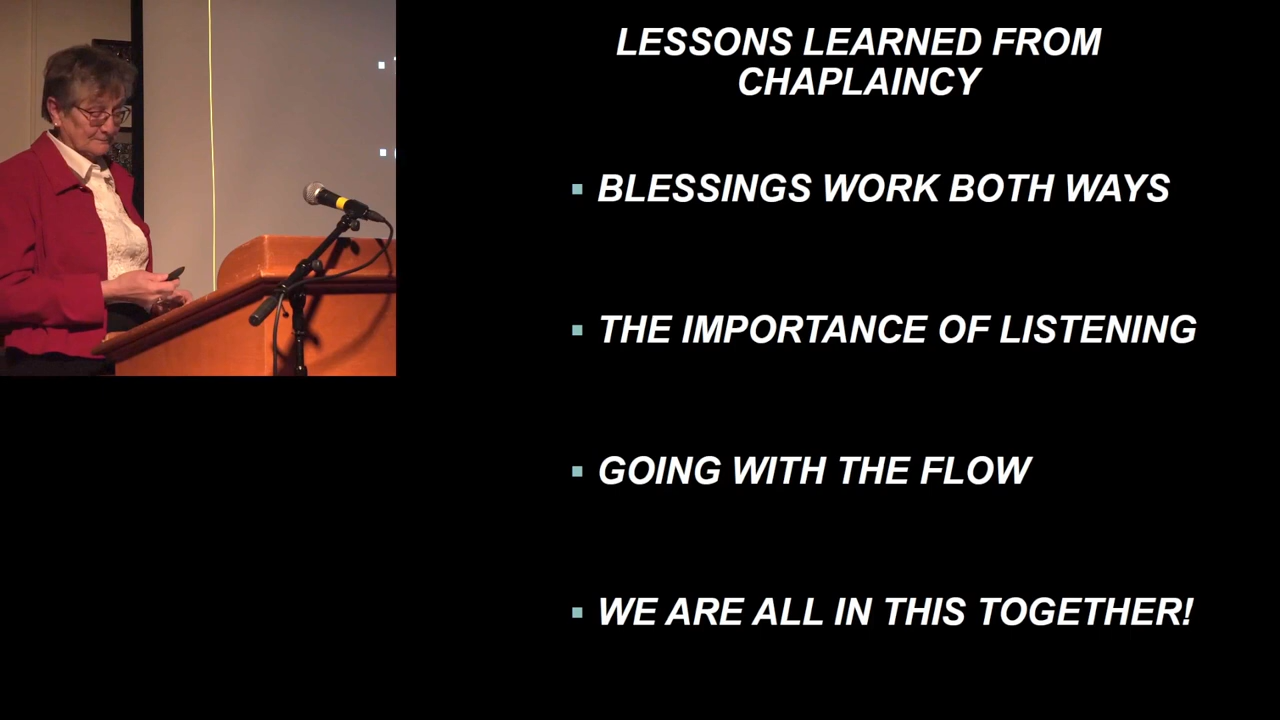 LESSONS LEARNED FROM
CHAPLAINCY
▪ BLESSINGS WORK BOTH WAYS
▪ THE IMPORTANCE OF LISTENING
▪ GOING WITH THE FLOW
▪ WE ARE ALL IN THIS TOGETHER!